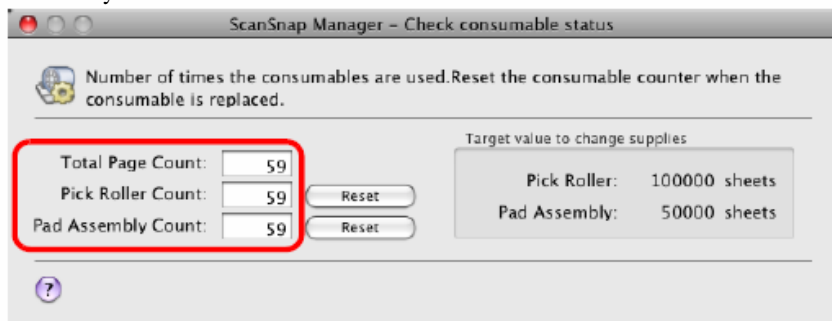 ScanSnap Manager – Check consumable status
Number of times the consumables are used.Reset the consumable counter when the
consumable is replaced.
Target value to change supplies
Total Page Count: 59
Pick Roller Count: 59 Reset
Pad Assembly Count: 59 Reset
Pick Roller: 100000 sheets
Pad Assembly: 50000 sheets
?